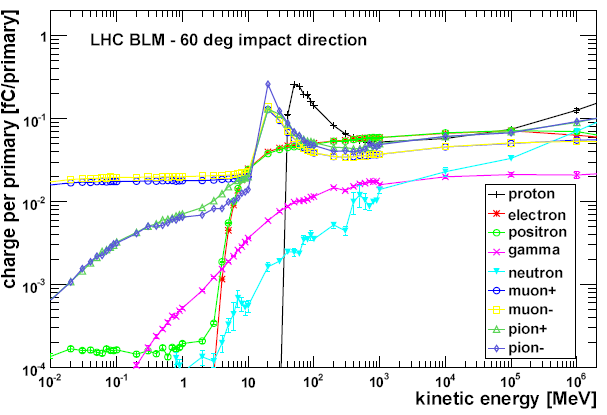 LHC BLM - 60 deg impact direction
charge per primary [fC/primary]
1
10⁻¹
10⁻²
10⁻³
10⁻⁴
proton
electron
positron
gamma
neutron
muon+
muon-
pion+
pion-
10⁻² 10⁻¹ 1 10 10² 10³ 10⁴ 10⁵ 10⁶
kinetic energy [MeV]